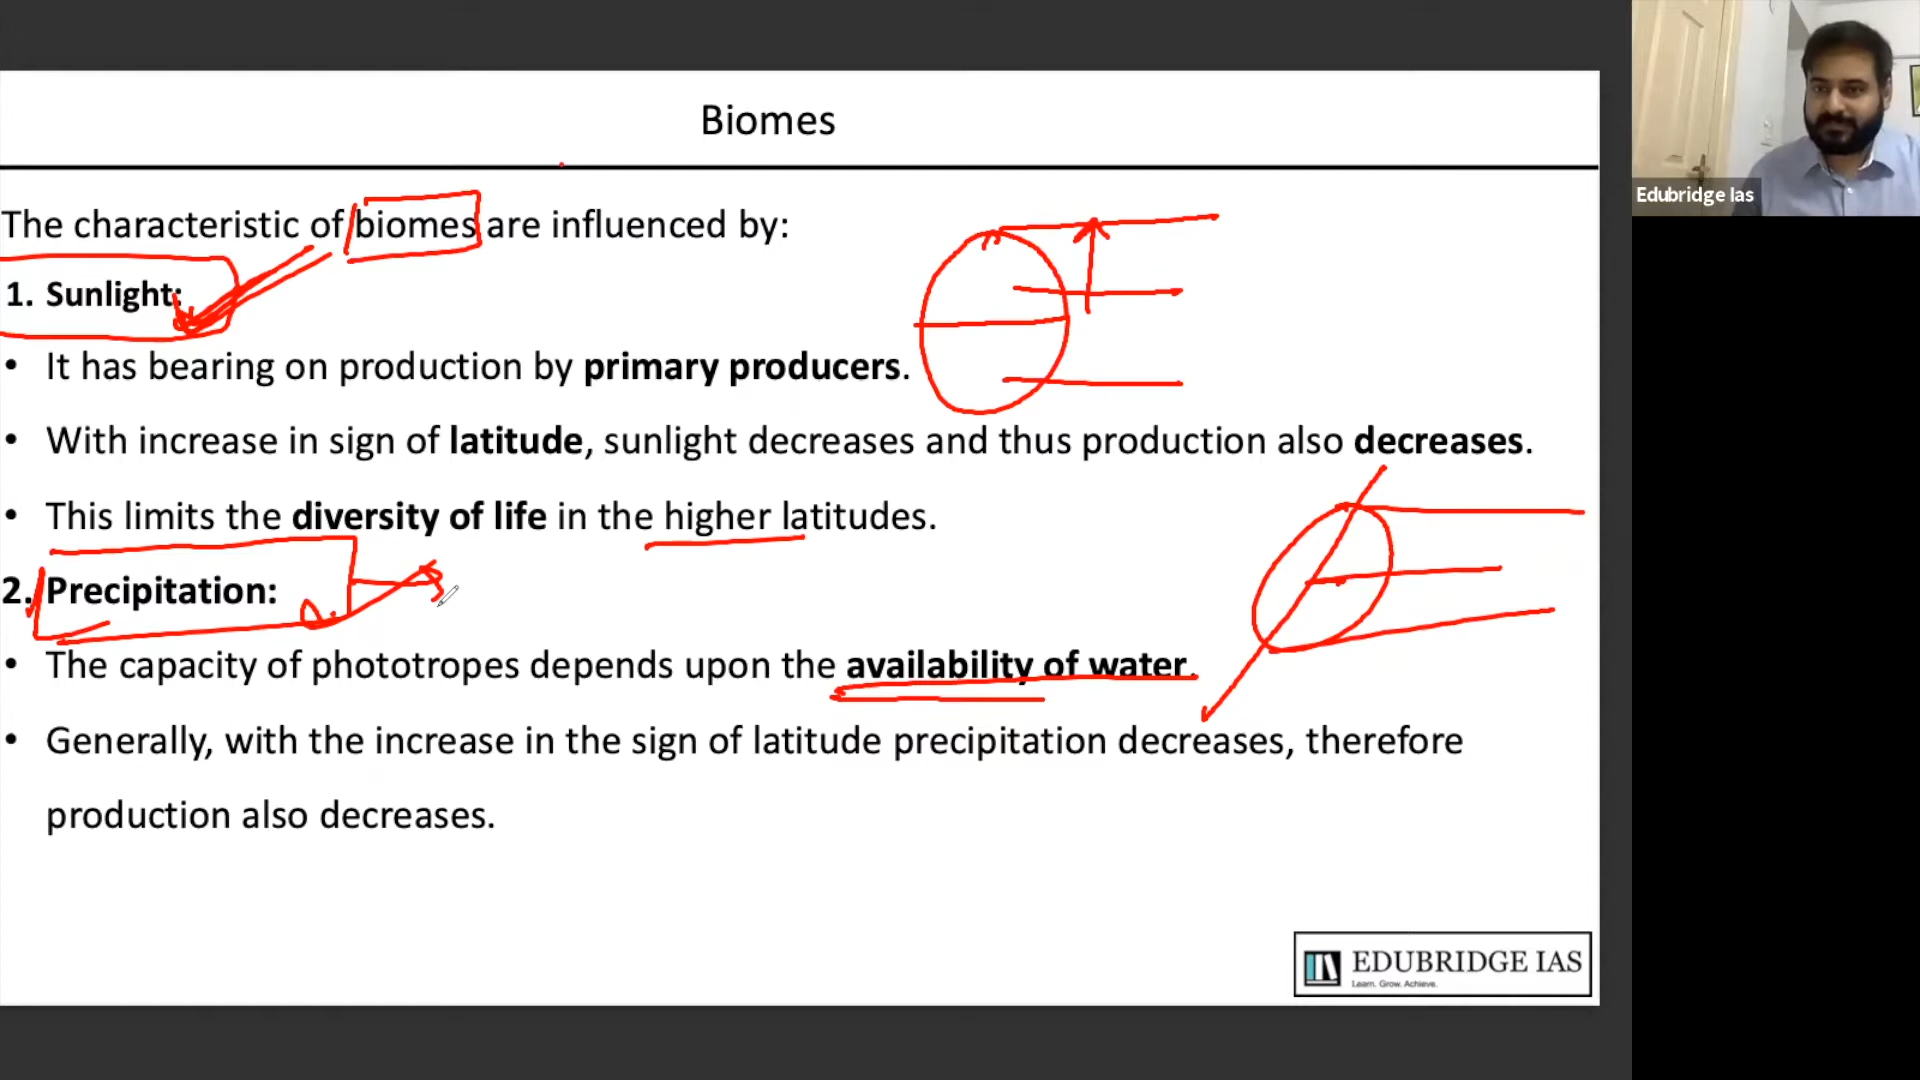 Biomes
The characteristic of biomes are influenced by:
1. Sunlight:
• It has bearing on production by primary producers.
• With increase in sign of latitude, sunlight decreases and thus production also decreases.
• This limits the diversity of life in the higher latitudes.
2. Precipitation:
• The capacity of phototropes depends upon the availability of water.
• Generally, with the increase in the sign of latitude precipitation decreases, therefore
production also decreases.
EDUBRIDGE IAS
Learn. Grow. Achieve.
Edubridge Ias